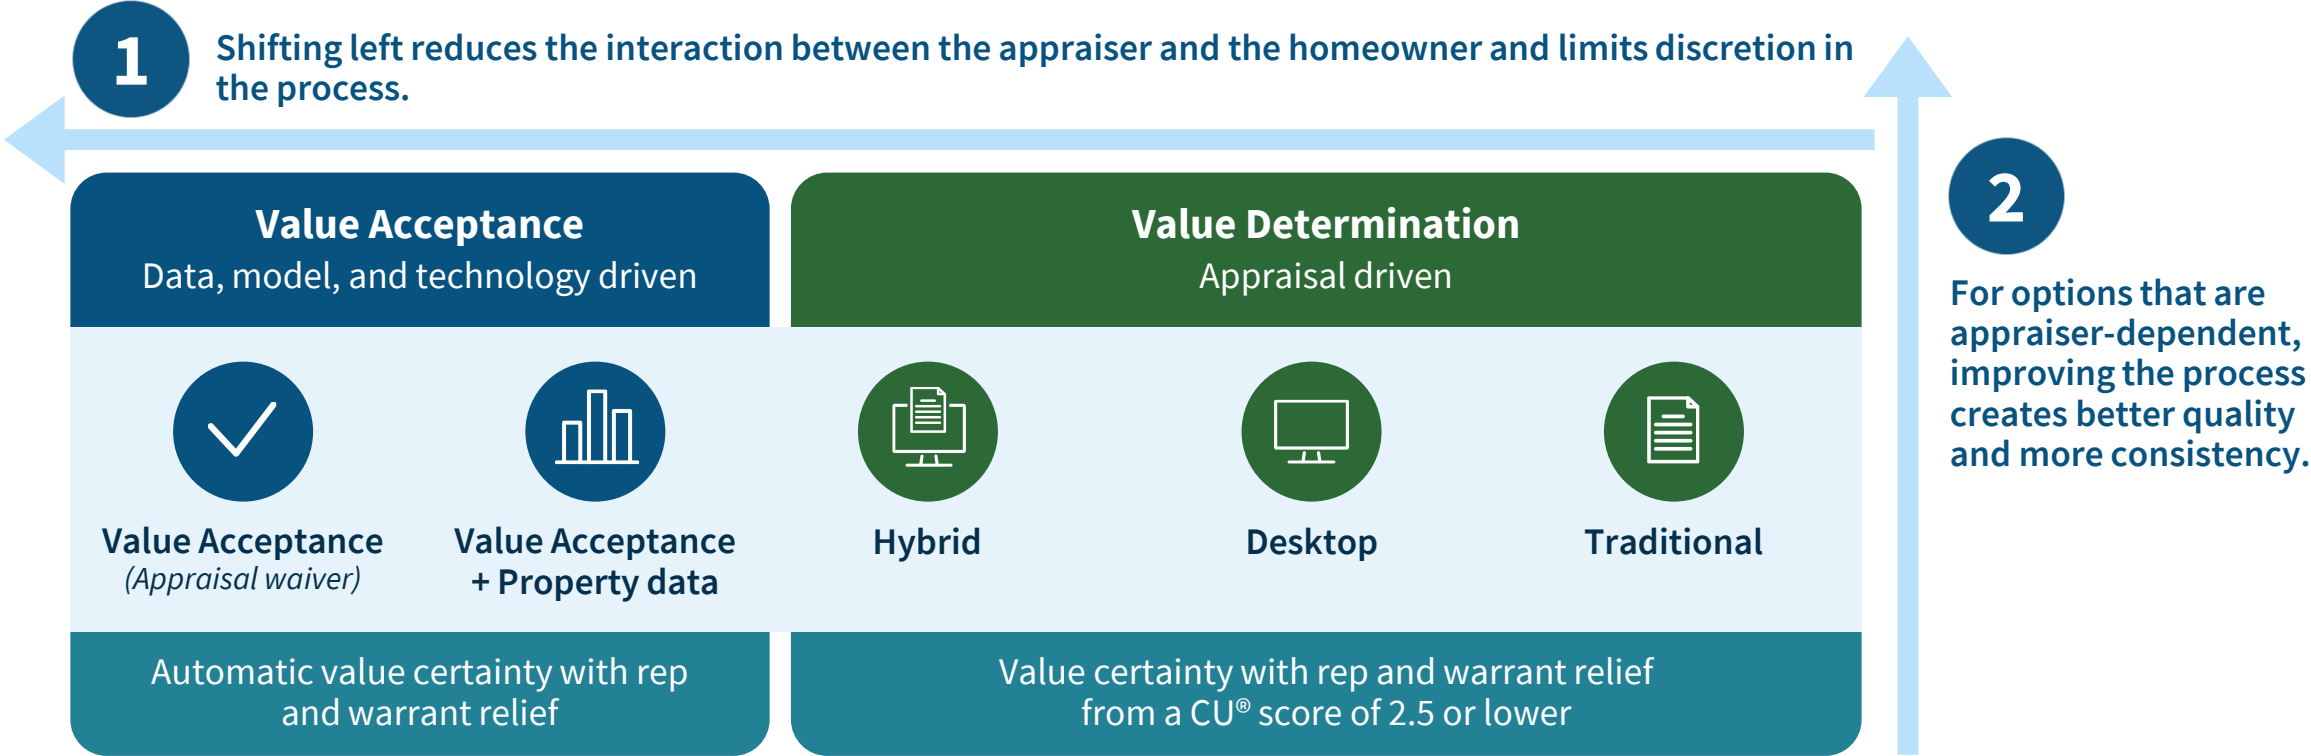 1
Shifting left reduces the interaction between the appraiser and the homeowner and limits discretion in
the process.
Value Acceptance
Data, model, and technology driven
Value Determination
Appraisal driven
2
For options that are
appraiser-dependent,
improving the process
creates better quality
and more consistency.
Value Acceptance
(Appraisal waiver)
Value Acceptance
+ Property data
Hybrid
Desktop
Traditional
Automatic value certainty with rep
and warrant relief
Value certainty with rep and warrant relief
from a CU® score of 2.5 or lower